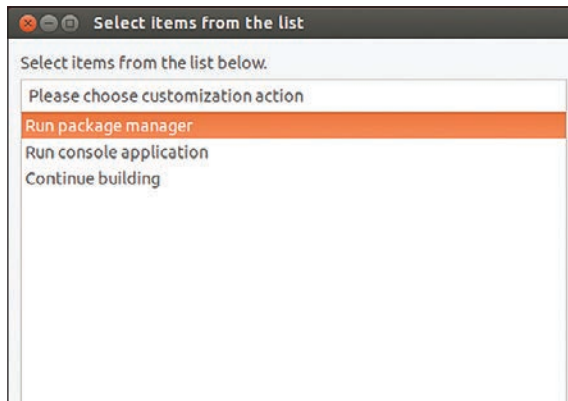 Select items from the list
Select items from the list below.
Please choose customization action
Run package manager
Run console application
Continue building